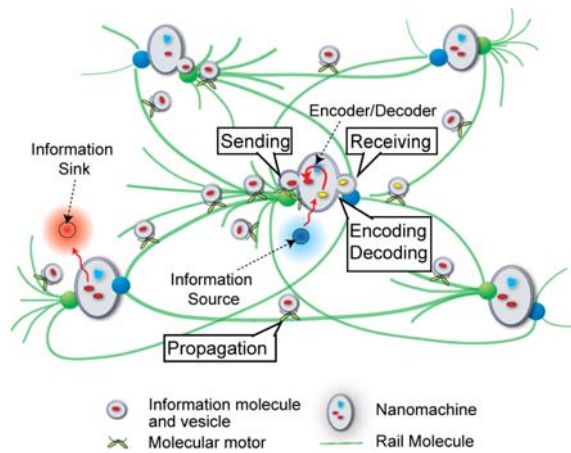 Encoder/Decoder
Sending
Receiving
Information
Sink
Encoding
Decoding
Information
Source
Propagation
Information molecule
and vesicle
Nanomachine
Molecular motor
Rail Molecule